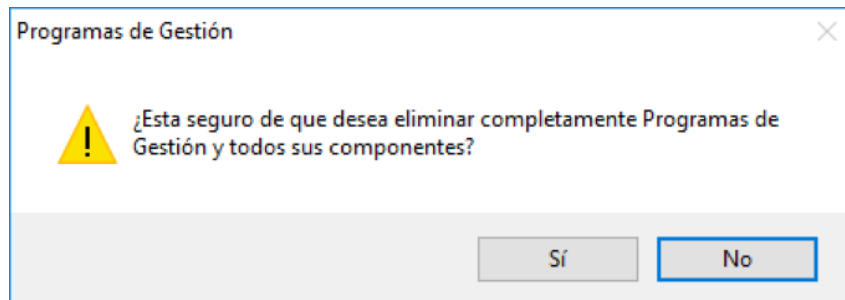 Programas de Gestión
¿Esta seguro de que desea eliminar completamente Programas de
Gestión y todos sus componentes?
Sí
No